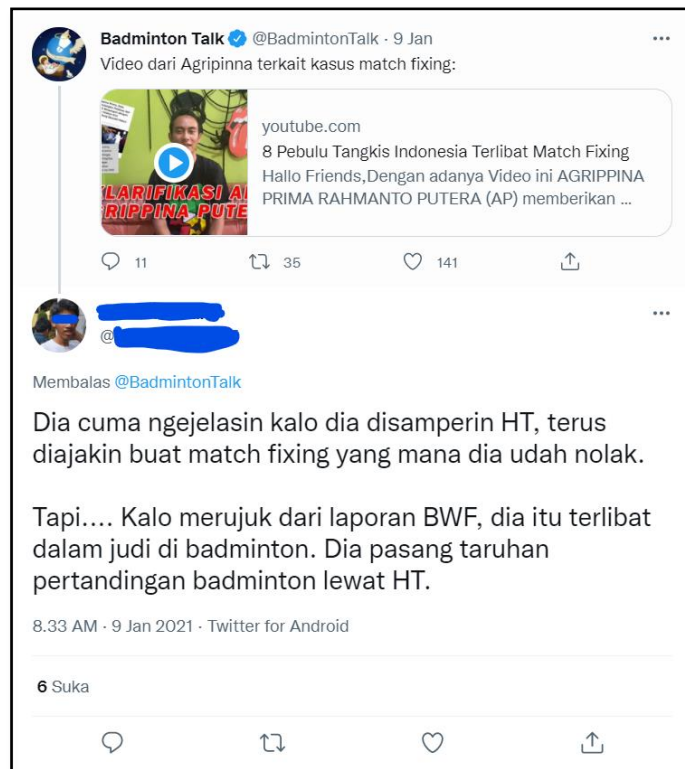 Badminton Talk @BadmintonTalk · 9 Jan
Video dari Agripinna terkait kasus match fixing:
youtube.com
8 Pebulu Tangkis Indonesia Terlibat Match Fixing
Hallo Friends,Dengan adanya Video ini AGRIPPINA
PRIMA RAHMANTO PUTERA (AP) memberikan ...
KLARIFIKASI
AGRIPPINA PUTE
11 35 141
@
Membalas @BadmintonTalk
Dia cuma ngejelasin kalo dia disamperin HT, terus
diajakin buat match fixing yang mana dia udah nolak.
Tapi.... Kalo merujuk dari laporan BWF, dia itu terlibat
dalam judi di badminton. Dia pasang taruhan
pertandingan badminton lewat HT.
8.33 AM · 9 Jan 2021 · Twitter for Android
6 Suka